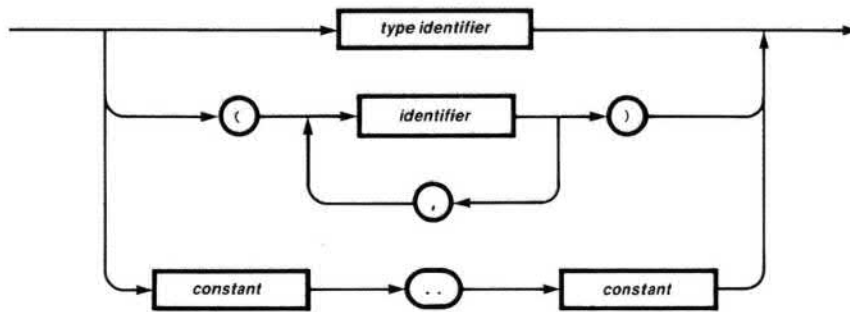 type identifier
( identifier )
,
constant .. constant